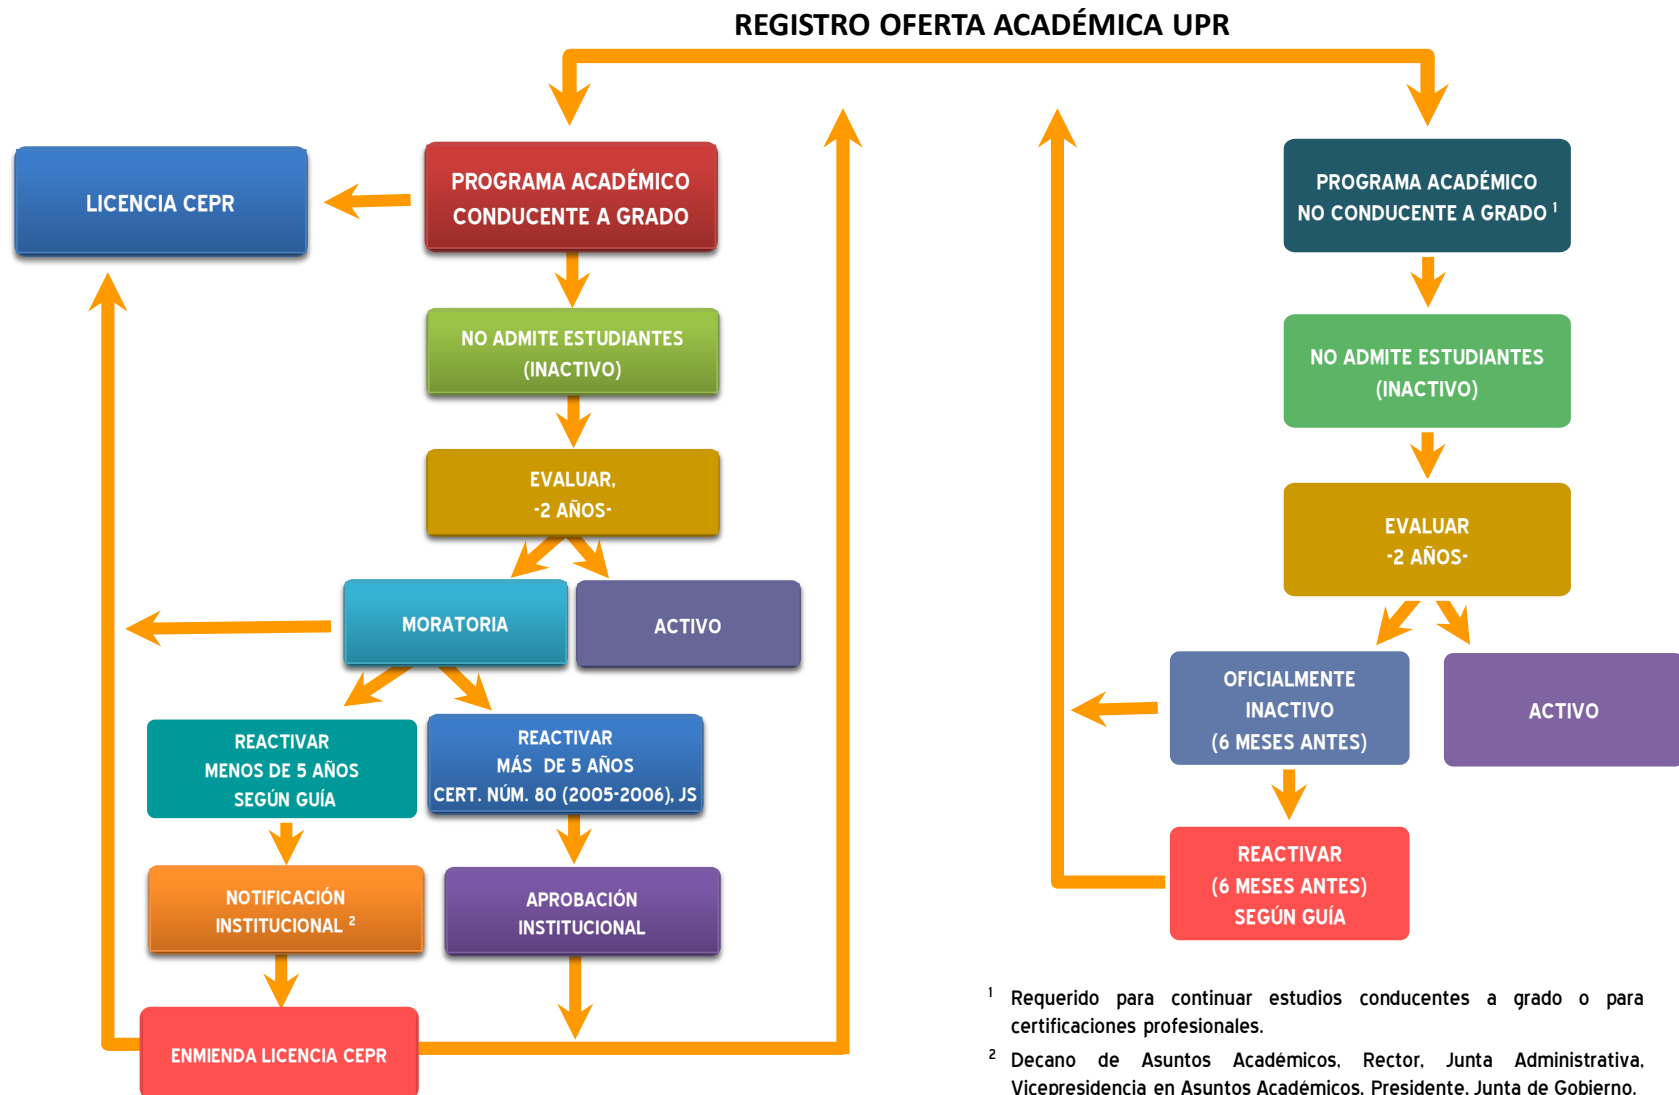 REGISTRO OFERTA ACADÉMICA UPR
LICENCIA CEPR
PROGRAMA ACADÉMICO
CONDUCENTE A GRADO
NO ADMITE ESTUDIANTES
(INACTIVO)
EVALUAR,
-2 AÑOS-
MORATORIA
ACTIVO
REACTIVAR
MENOS DE 5 AÑOS
SEGÚN GUÍA
REACTIVAR
MÁS DE 5 AÑOS
CERT. NÚM. 80 (2005-2006), JS
NOTIFICACIÓN
INSTITUCIONAL ²
APROBACIÓN
INSTITUCIONAL
ENMIENDA LICENCIA CEPR
PROGRAMA ACADÉMICO
NO CONDUCENTE A GRADO ¹
NO ADMITE ESTUDIANTES
(INACTIVO)
EVALUAR
-2 AÑOS-
OFICIALMENTE
INACTIVO
(6 MESES ANTES)
ACTIVO
REACTIVAR
(6 MESES ANTES)
SEGÚN GUÍA
¹ Requerido para continuar estudios conducentes a grado o para
certificaciones profesionales.
² Decano de Asuntos Académicos, Rector, Junta Administrativa,
Vicepresidencia en Asuntos Académicos, Presidente, Junta de Gobierno.